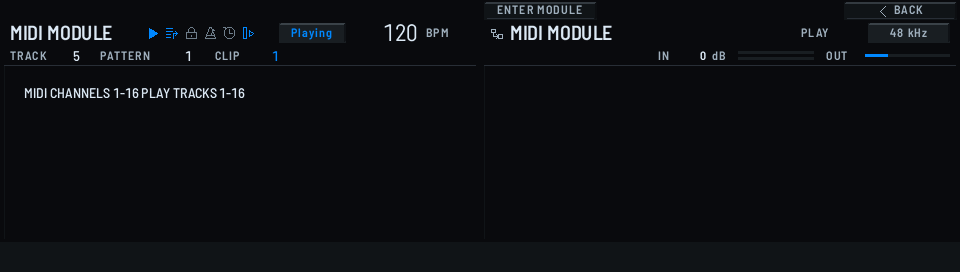 ENTER MODULE
BACK
MIDI MODULE
Playing
120 BPM
MIDI MODULE
PLAY
48 kHz
TRACK 5 PATTERN 1 CLIP 1
IN 0 dB OUT
MIDI CHANNELS 1-16 PLAY TRACKS 1-16